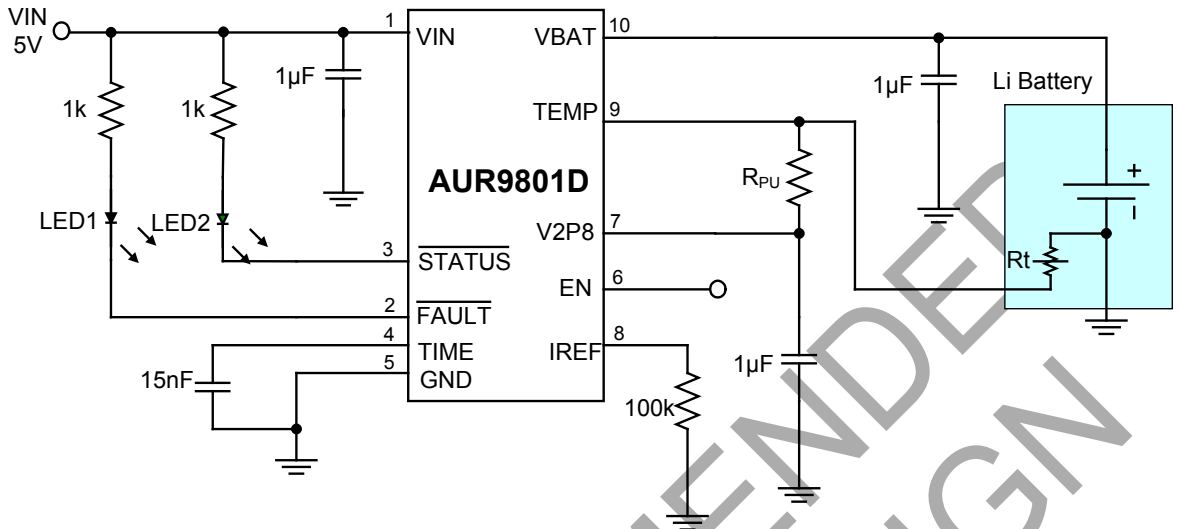 VIN
5V
1
VIN
VBAT
10
1µF
1µF
Li Battery
1k
1k
TEMP
9
AUR9801D
RPU
+
LED1
LED2
V2P8
7
3
STATUS
Rt
EN
6
2
FAULT
4
TIME
IREF
8
5
GND
15nF
1µF
100k